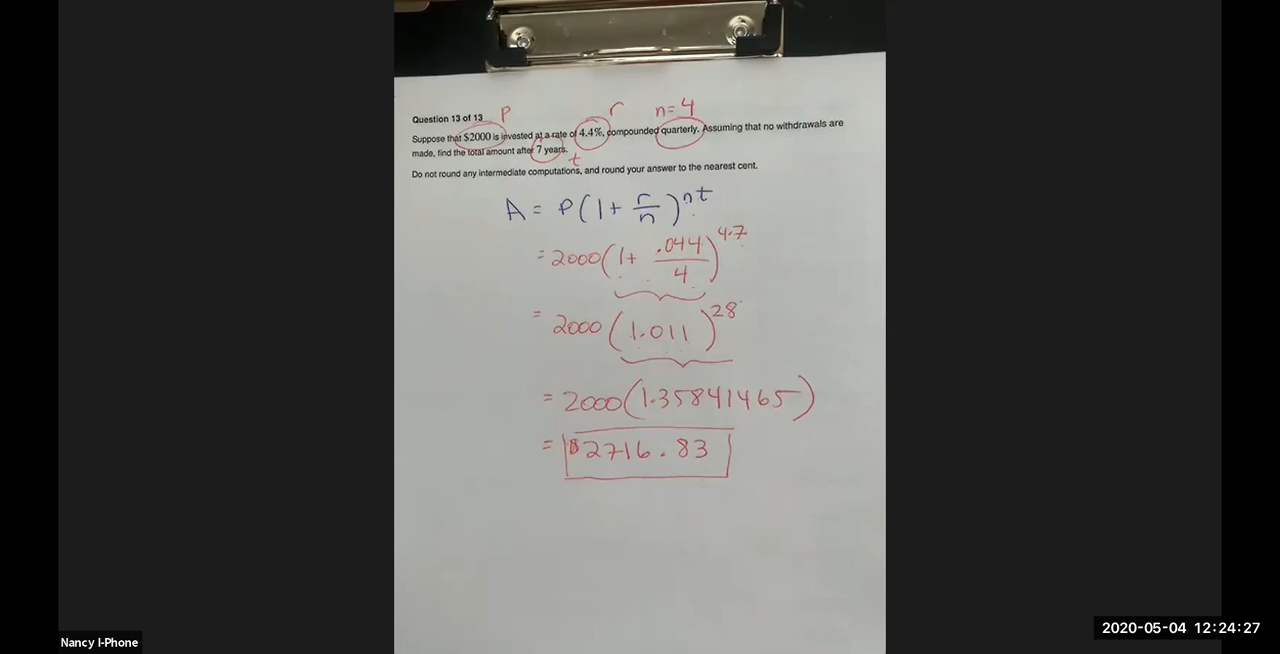 Question 13 of 13 P r n=4
Suppose that $2000 is invested at a rate of 4.4%, compounded quarterly. Assuming that no withdrawals are
made, find the total amount after 7 years.
t
Do not round any intermediate computations, and round your answer to the nearest cent.
A = P(1+ r/n)^nt
= 2000(1+ .044/4)^4·7
= 2000 (1.011)^28
= 2000(1.35841465)
= $2716.83
Nancy I-Phone
2020-05-04 12:24:27